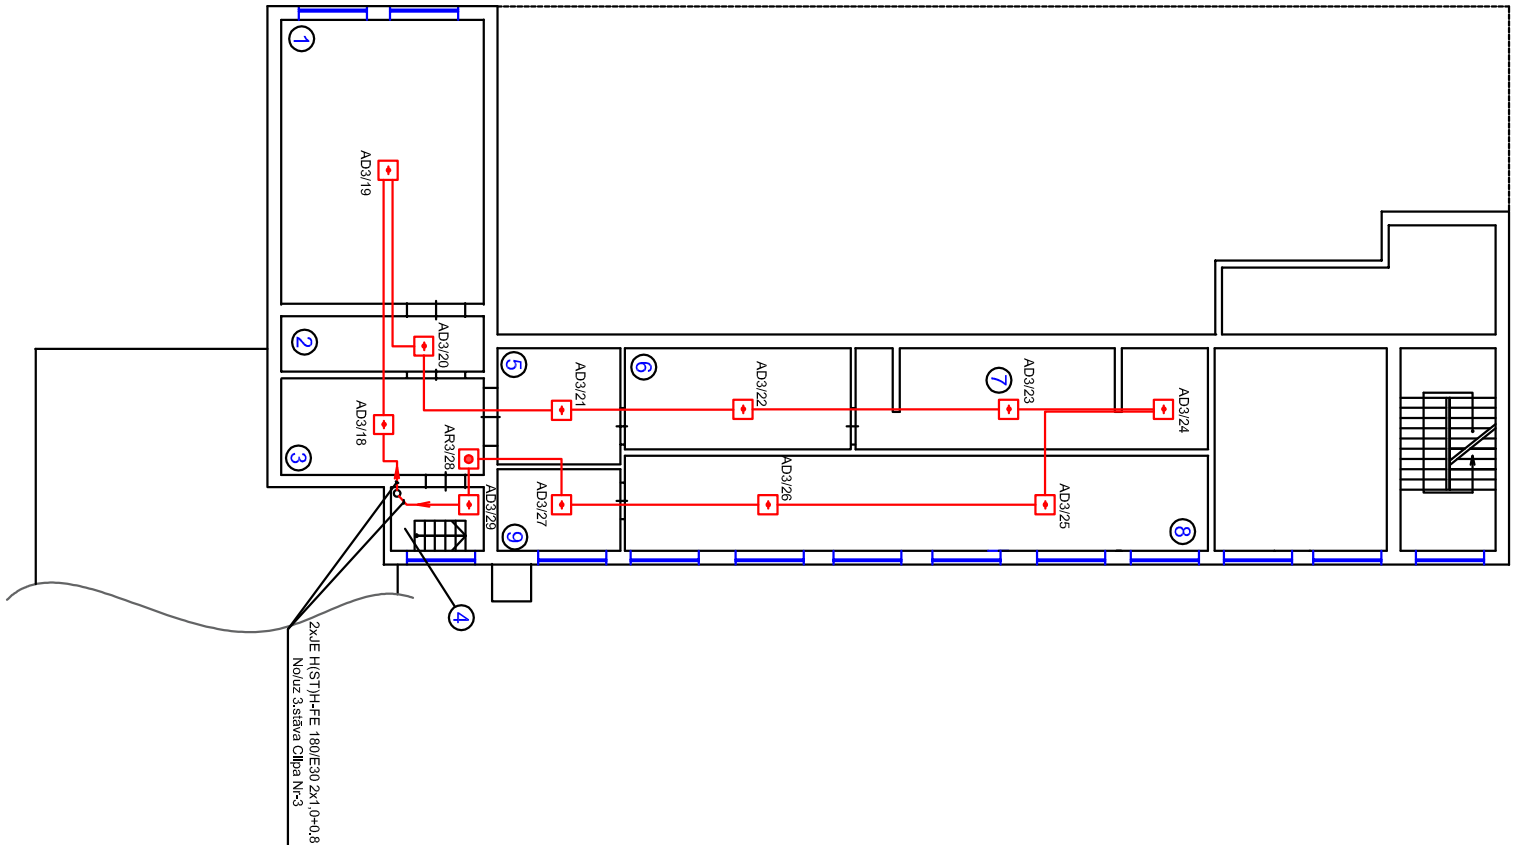 1
AD3/19
2
AD3/20
3
AD3/18
AR3/28
AD3/29
4
5
AD3/21
6
AD3/22
7
AD3/23
AD3/24
8
AD3/25
AD3/26
9
AD3/27
2xJE H(ST)H-FE 180/E30 2x1,0+0.8
No/uz 3.stāva Cilpa Nr-3